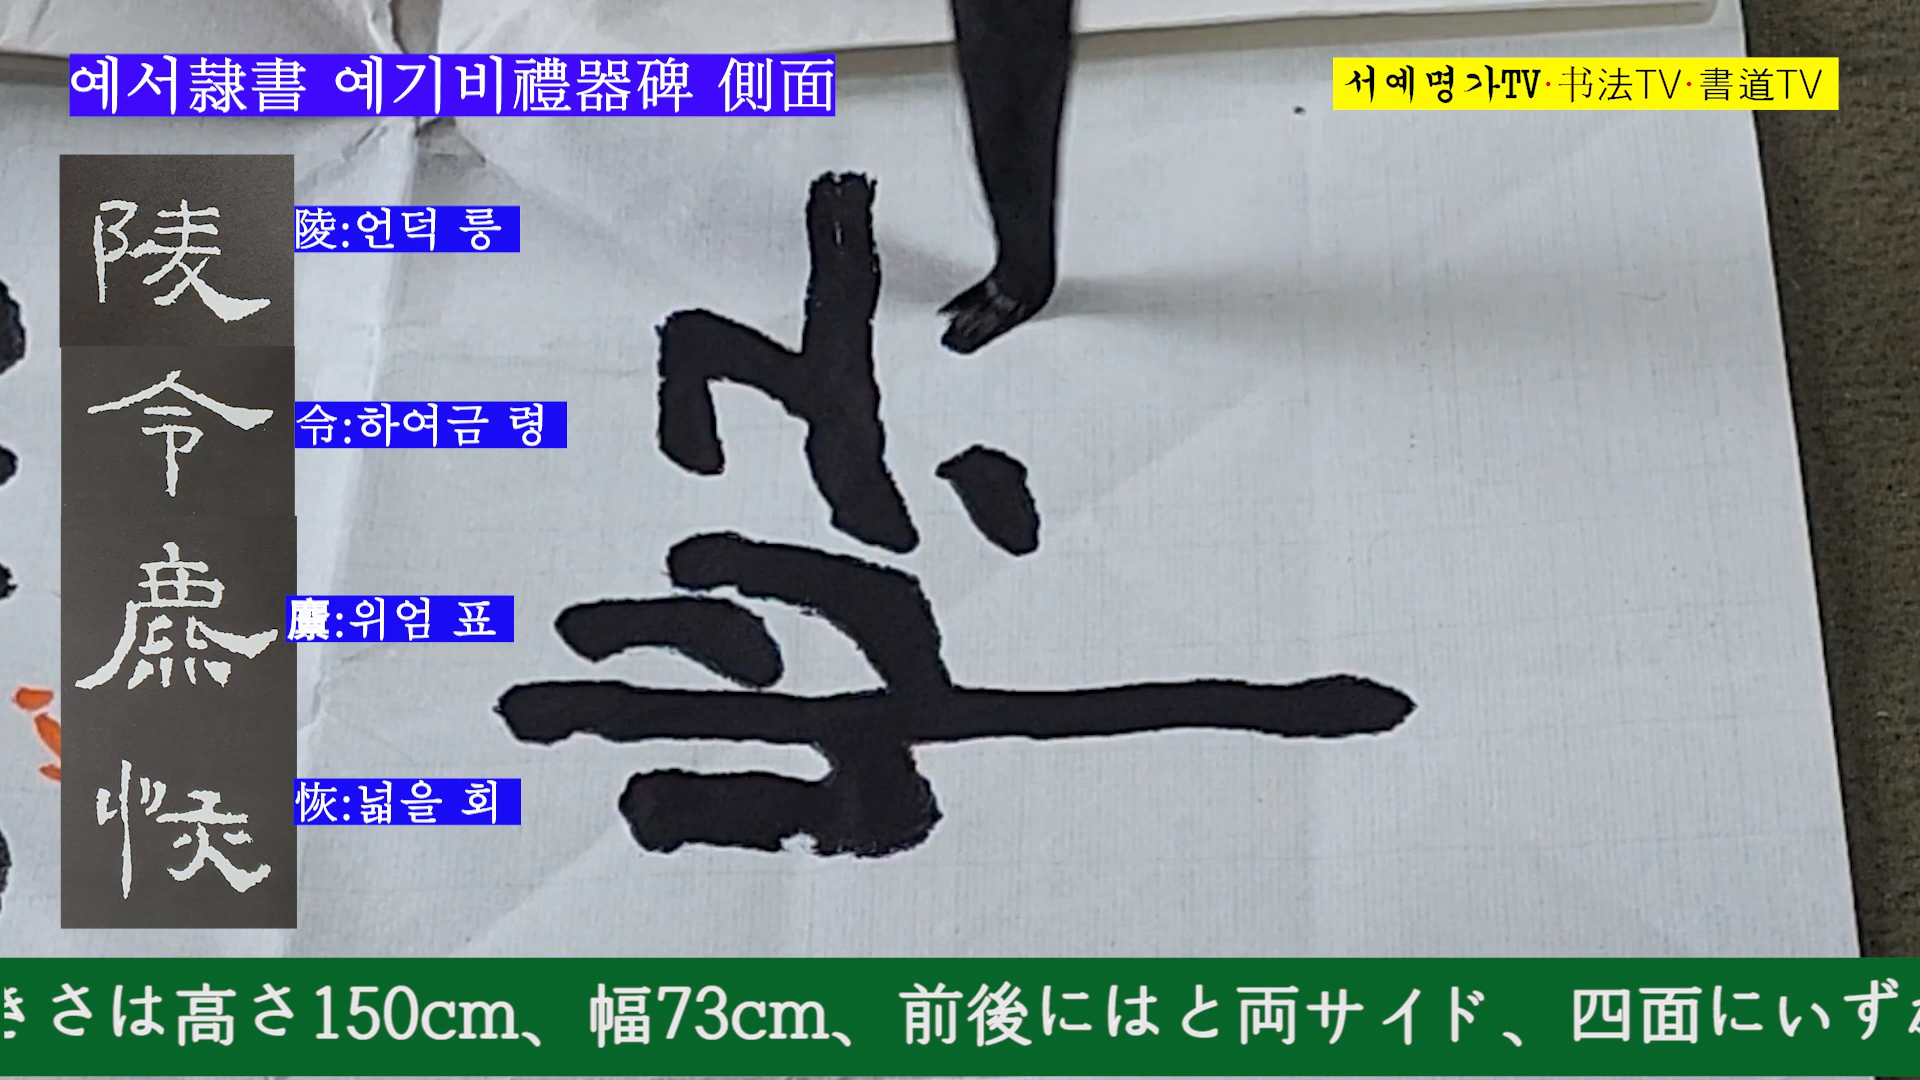 예서隷書 예기비禮器碑 側面
서예명가TV·书法TV·書道TV
陵
陵:언덕 릉
令
令:하여금 령
麃
恢
恢:넓을 회
:위엄 표
きさは高さ150cm、幅73cm、前後にはと両サイド、四面にいず